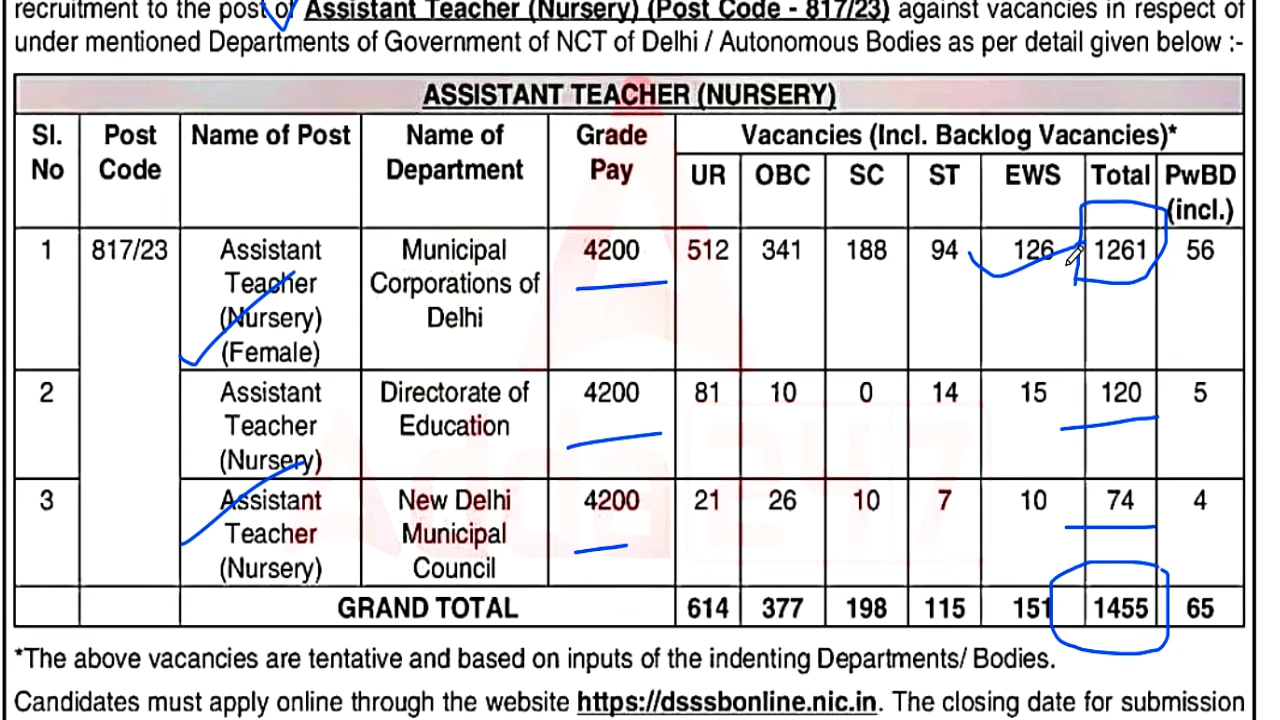 recruitment to the post of Assistant Teacher (Nursery) (Post Code - 817/23) against vacancies in respect of
under mentioned Departments of Government of NCT of Delhi / Autonomous Bodies as per detail given below :-
ASSISTANT TEACHER (NURSERY)
Sl. No Post Code Name of Post Name of Department Grade Pay Vacancies (Incl. Backlog Vacancies)*
UR OBC SC ST EWS Total PwBD (incl.)
1 817/23 Assistant Municipal 4200 512 341 188 94 126 1261 56
Teacher Corporations of
(Nursery) Delhi
(Female)
2 Assistant Directorate of 4200 81 10 0 14 15 120 5
Teacher Education
(Nursery)
3 Assistant New Delhi 4200 21 26 10 7 10 74 4
Teacher Municipal
(Nursery) Council
GRAND TOTAL 614 377 198 115 151 1455 65
*The above vacancies are tentative and based on inputs of the indenting Departments/ Bodies.
Candidates must apply online through the website https://dsssbonline.nic.in. The closing date for submission
Adda247